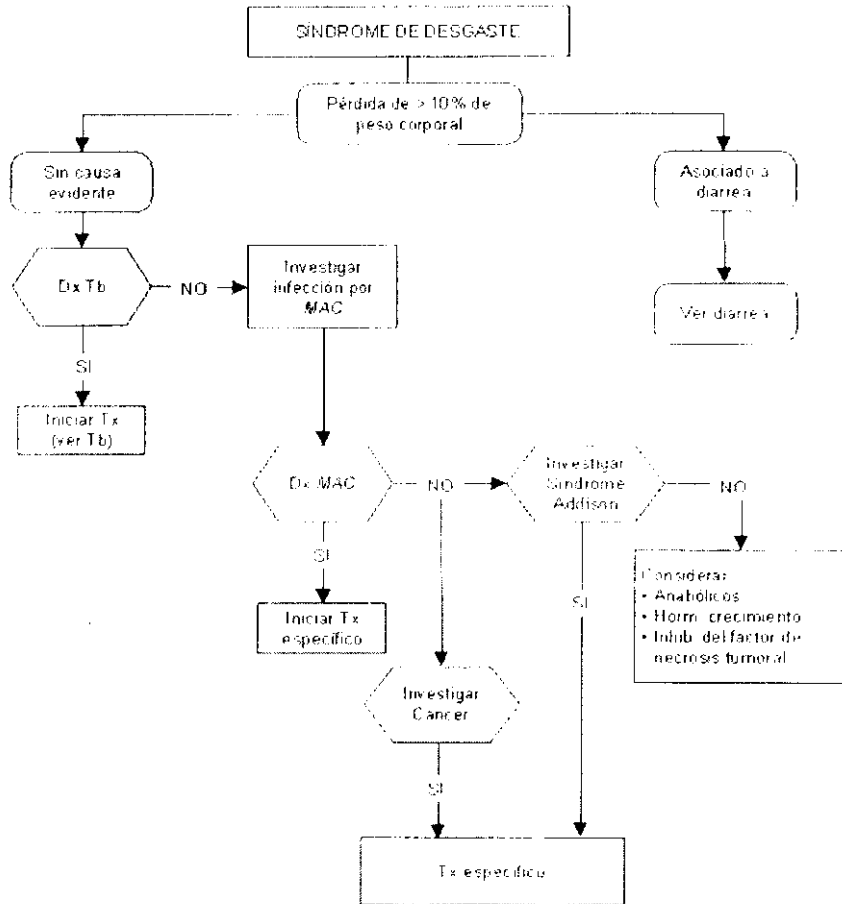 SÍNDROME DE DESGASTE
Pérdida de > 10% de
peso corporal
Sin causa
evidente
Asociado a
diarrea
Dx Tb
NO
Investigar
infección por
MAC
Ver diarrea
SI
Iniciar Tx
(ver Tb)
Dx MAC
NO
Investigar
Síndrome
Addison
NO
SI
Iniciar Tx
específico
SI
Considerar
• Anabólicos
• Horm. crecimiento
• Inhib. del factor de
necrosis tumoral
Investigar
Cancer
SI
Tx específico